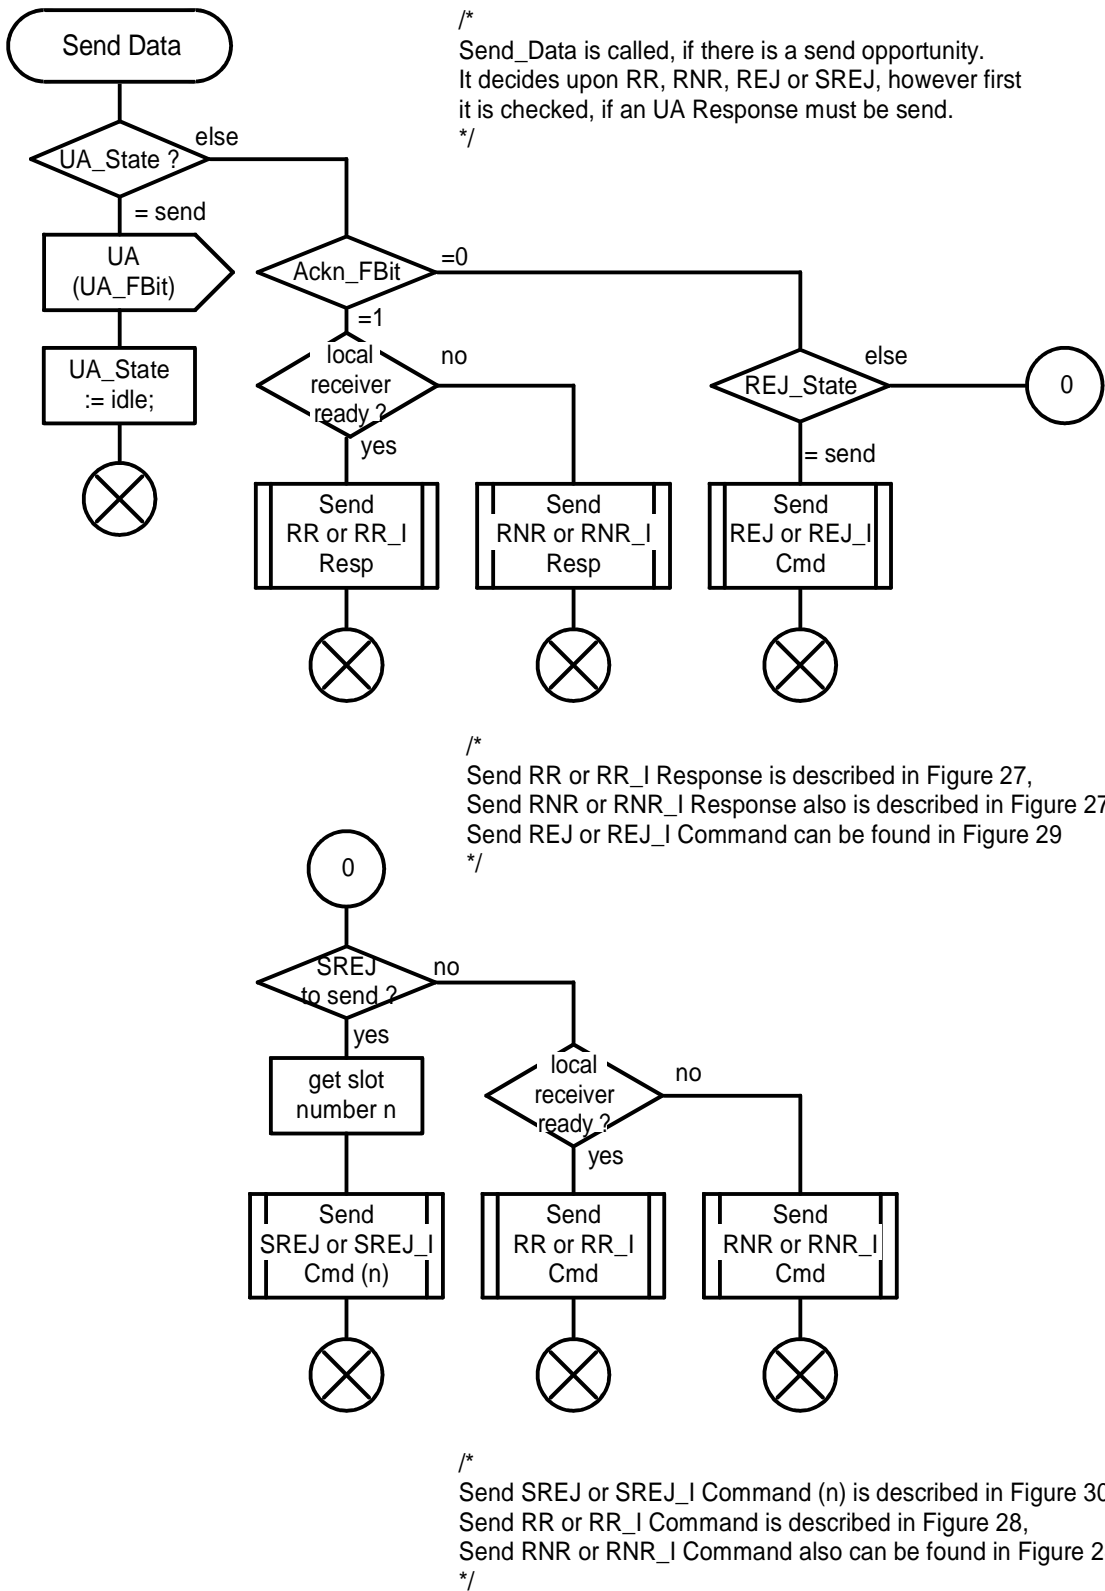 Send Data
/*
Send_Data is called, if there is a send opportunity.
It decides upon RR, RNR, REJ or SREJ, however first
it is checked, if an UA Response must be send.
*/
UA_State ?
else
= send
UA
(UA_FBit)
UA_State
:= idle;
Ackn_FBit
=0
=1
local
receiver
ready ?
no
yes
REJ_State
else
0
= send
Send
RR or RR_I
Resp
Send
RNR or RNR_I
Resp
Send
REJ or REJ_I
Cmd
/*
Send RR or RR_I Response is described in Figure 27,
Send RNR or RNR_I Response also is described in Figure 27
Send REJ or REJ_I Command can be found in Figure 29
*/
0
SREJ
to send ?
no
yes
get slot
number n
local
receiver
ready ?
no
yes
Send
SREJ or SREJ_I
Cmd (n)
Send
RR or RR_I
Cmd
Send
RNR or RNR_I
Cmd
/*
Send SREJ or SREJ_I Command (n) is described in Figure 30
Send RR or RR_I Command is described in Figure 28,
Send RNR or RNR_I Command also can be found in Figure 2
*/